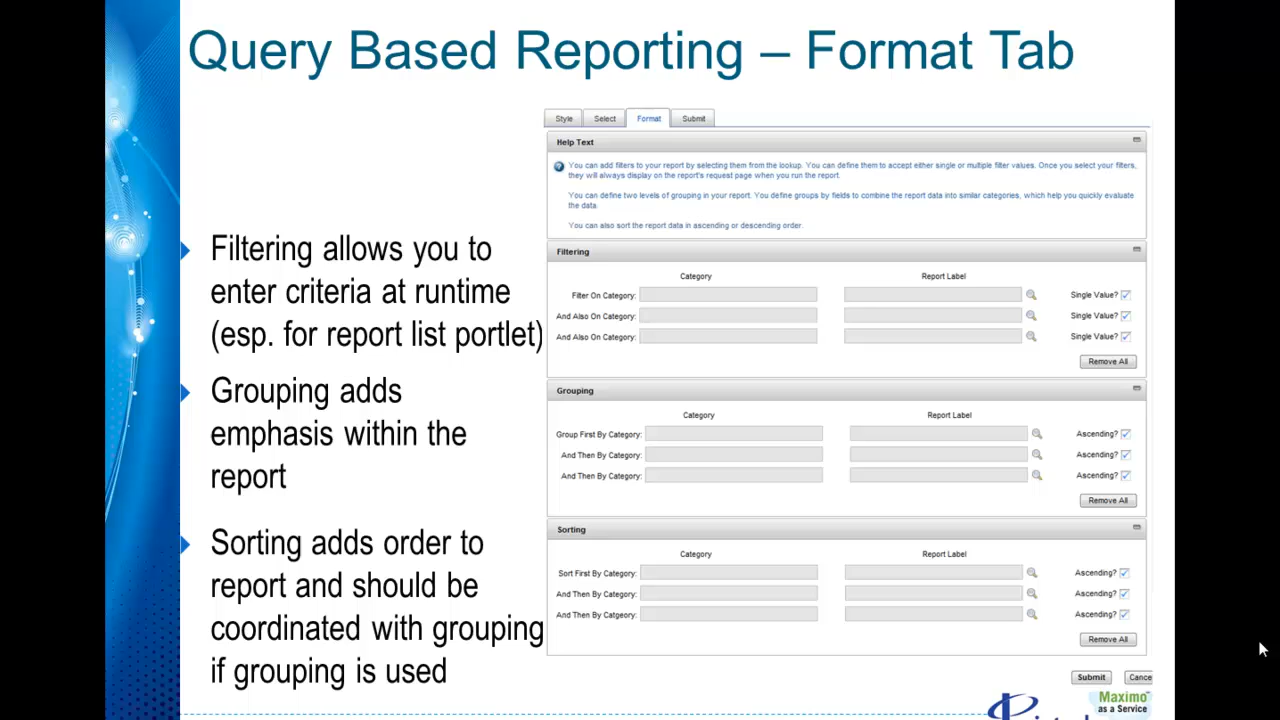 Query Based Reporting – Format Tab
Filtering allows you to
enter criteria at runtime
(esp. for report list portlet)
Grouping adds
emphasis within the
report
Sorting adds order to
report and should be
coordinated with grouping
if grouping is used
Style Select Format Submit
Help Text
You can add filters to your report by selecting them from the lookup. You can define them to accept either single or multiple filter values. Once you select your filters,
they will always display on the report's request page when you run the report.
You can define two levels of grouping in your report. You define groups by fields to combine the report data into similar categories, which help you quickly evaluate
the data.
You can also sort the report data in ascending or descending order.
Filtering
Category Report Label
Filter On Category: Single Value?
And Also On Category: Single Value?
And Also On Category: Single Value?
Remove All
Grouping
Category Report Label
Group First By Category: Ascending?
And Then By Category: Ascending?
And Then By Category: Ascending?
Remove All
Sorting
Category Report Label
Sort First By Category: Ascending?
And Then By Category: Ascending?
And Then By Category: Ascending?
Remove All
Submit Cance
Maximo
as a Service